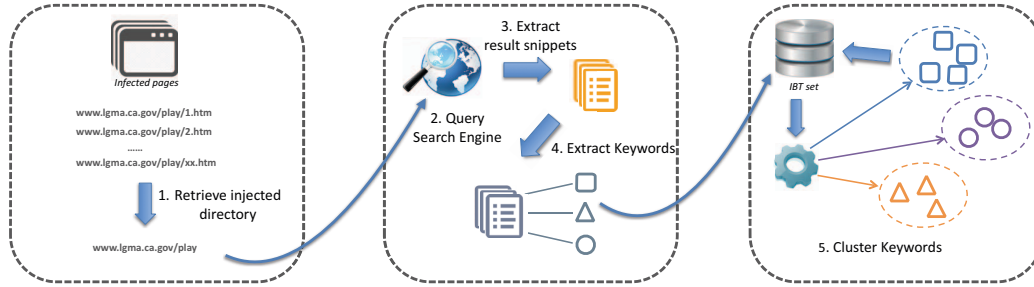 Infected pages
www.lgma.ca.gov/play/1.htm
www.lgma.ca.gov/play/2.htm
......
www.lgma.ca.gov/play/xx.htm
1. Retrieve injected
directory
www.lgma.ca.gov/play
3. Extract
result snippets
2. Query
Search Engine
4. Extract Keywords
IBT set
5. Cluster Keywords